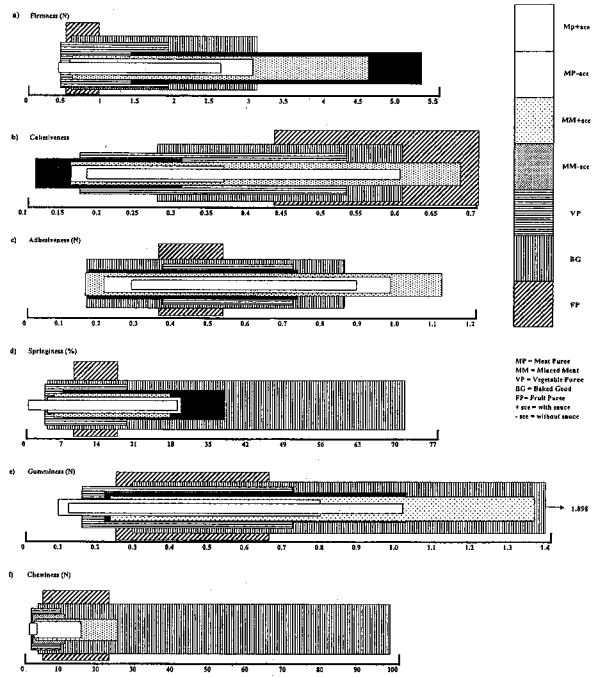 a) Firmness (N)
0 0.5 1 1.5 2 2.5 3 3.5 4.5 5.0 5.5
b) Cohesiveness
0.1 0.15 0.2 0.25 0.3 0.35 0.4 0.45 0.5 0.55 0.6 0.65 0.7
c) Adhesiveness (N)
0 0.1 0.2 0.3 0.4 0.5 0.6 0.7 0.8 0.9 1.0 1.1 1.2
d) Springiness (%)
0 7 14 21 28 35 42 49 56 63 70 77
e) Gumminess (N)
1.898
0. 0.1 0.2 0.3 0.4 0.5 0.6 0.7 0.8 0.9 1.0 1.1 1.2 1.3 1.4
f) Chewiness (N)
0. 10 20 30 40 50 60 70 80 90 100
Mp+sce
MP-sce
MM+sce
MM-sce
VP
BG
FP
MP = Meat Puree
MM = Minced Meat
VP = Vegetable Puree
BG = Baked Good
FP = Fruit Puree
+ sce = with sauce
- sce = without sauce